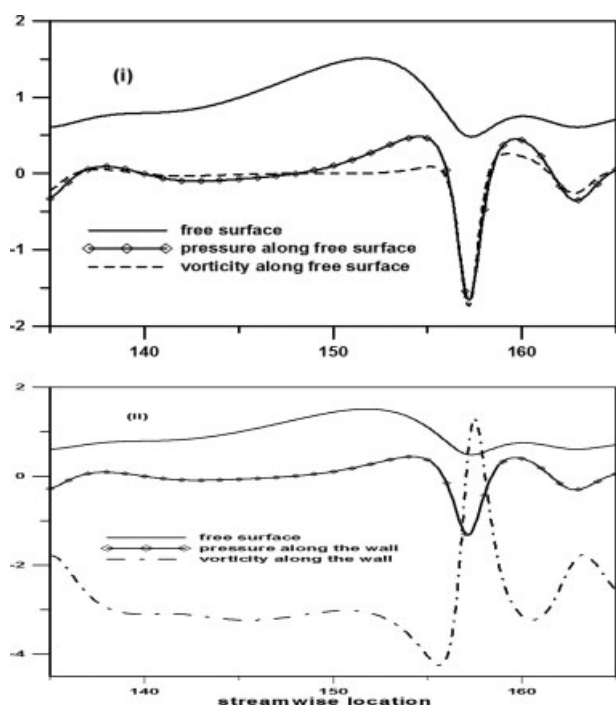 2
(i)
1
0
free surface
pressure along free surface
vorticity along free surface
-1
-2
140 150 160
2
(II)
0
free surface
pressure along the wall
vorticity along the wall
-2
-4
140 150 160
streamwise location